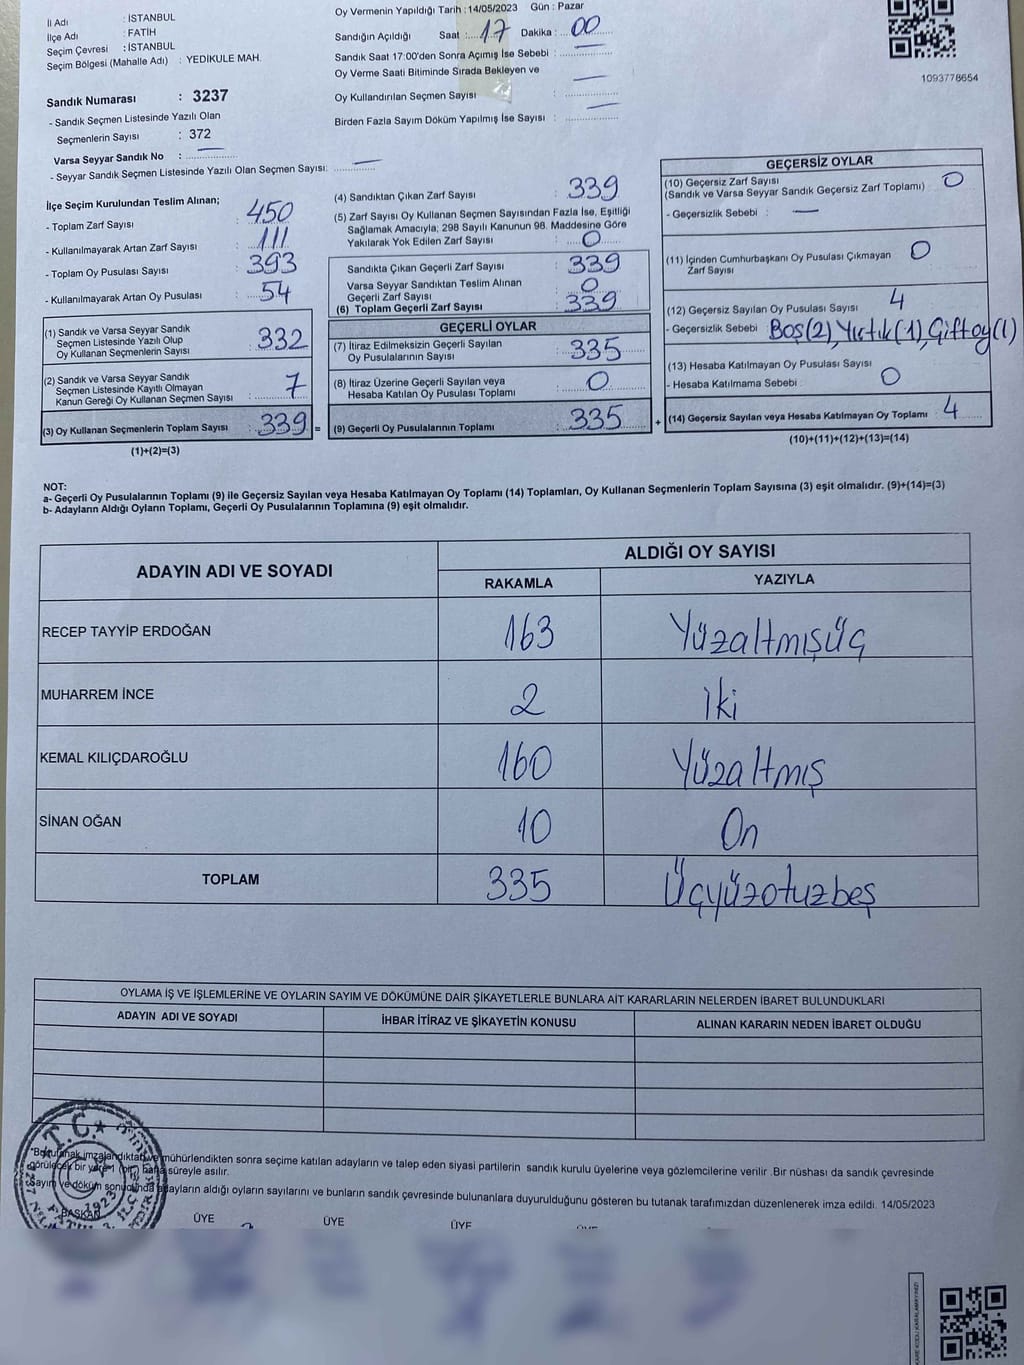 İl Adı : İSTANBUL
İlçe Adı : FATİH
Seçim Çevresi : İSTANBUL
Seçim Bölgesi (Mahalle Adı) : YEDIKULE MAH.
Sandık Numarası : 3237
- Sandık Seçmen Listesinde Yazılı Olan
Seçmenlerin Sayısı : 372
Varsa Seyyar Sandık No :
- Seyyar Sandık Seçmen Listesinde Yazılı Olan Seçmen Sayısı:
Oy Vermenin Yapıldığı Tarih : 14/05/2023 Gün : Pazar
Sandığın Açıldığı Saat : 17 Dakika : 00
Sandık Saat 17:00'den Sonra Açımış İse Sebebi :
Oy Verme Saati Bitiminde Sırada Bekleyen ve
Oy Kullandırılan Seçmen Sayısı :
Birden Fazla Sayım Döküm Yapılmış İse Sayısı :
1093778654
İlçe Seçim Kurulundan Teslim Alınan;
- Toplam Zarf Sayısı : 450
- Kullanılmayarak Artan Zarf Sayısı : 111
- Toplam Oy Pusulası Sayısı : 393
- Kullanılmayarak Artan Oy Pusulası : 54
(1) Sandık ve Varsa Seyyar Sandık
Seçmen Listesinde Yazılı Olup
Oy Kullanan Seçmenlerin Sayısı : 332
(2) Sandık ve Varsa Seyyar Sandık
Seçmen Listesinde Kayıtlı Olmayan
Kanun Gereği Oy Kullanan Seçmen Sayısı : 7
(3) Oy Kullanan Seçmenlerin Toplam Sayısı : 339 =
(1)+(2)=(3)
(4) Sandıktan Çıkan Zarf Sayısı : 339
(5) Zarf Sayısı Oy Kullanan Seçmen Sayısından Fazla İse, Eşitliği
Sağlamak Amacıyla; 298 Sayılı Kanunun 98. Maddesine Göre
Yakılarak Yok Edilen Zarf Sayısı : 0
Sandıkta Çıkan Geçerli Zarf Sayısı : 339
Varsa Seyyar Sandıktan Teslim Alınan
Geçerli Zarf Sayısı : 0
(6) Toplam Geçerli Zarf Sayısı : 339
GEÇERLİ OYLAR
(7) İtiraz Edilmeksizin Geçerli Sayılan
Oy Pusulalarının Sayısı : 335
(8) İtiraz Üzerine Geçerli Sayılan veya
Hesaba Katılan Oy Pusulası Toplamı : 0
(9) Geçerli Oy Pusulalarının Toplamı : 335 +
GEÇERSİZ OYLAR
(10) Geçersiz Zarf Sayısı
(Sandık ve Varsa Seyyar Sandık Geçersiz Zarf Toplamı) : 0
- Geçersizlik Sebebi : —
(11) İçinden Cumhurbaşkanı Oy Pusulası Çıkmayan
Zarf Sayısı : 0
(12) Geçersiz Sayılan Oy Pusulası Sayısı : 4
- Geçersizlik Sebebi : Boş(2), Yırtık(1), Çift oy(1)
(13) Hesaba Katılmayan Oy Pusulası Sayısı
- Hesaba Katılmama Sebebi : 0
(14) Geçersiz Sayılan veya Hesaba Katılmayan Oy Toplamı : 4
(10)+(11)+(12)+(13)=(14)
NOT:
a- Geçerli Oy Pusulalarının Toplamı (9) ile Geçersiz Sayılan veya Hesaba Katılmayan Oy Toplamı (14) Toplamları, Oy Kullanan Seçmenlerin Toplam Sayısına (3) eşit olmalıdır. (9)+(14)=(3)
b- Adayların Aldığı Oyların Toplamı, Geçerli Oy Pusulalarının Toplamına (9) eşit olmalıdır.
ADAYIN ADI VE SOYADI
ALDIĞI OY SAYISI
RAKAMLA YAZIYLA
RECEP TAYYİP ERDOĞAN 163 Yüzaltmışüç
MUHARREM İNCE 2 İki
KEMAL KILIÇDAROĞLU 160 Yüzaltmış
SİNAN OĞAN 10 On
TOPLAM 335 Üçyüzotuzbeş
OYLAMA İŞ VE İŞLEMLERİNE VE OYLARIN SAYIM VE DÖKÜMÜNE DAİR ŞİKAYETLERLE BUNLARA AİT KARARLARIN NELERDEN İBARET BULUNDUKLARI
ADAYIN ADI VE SOYADI İHBAR İTİRAZ VE ŞİKAYETİN KONUSU ALINAN KARARIN NEDEN İBARET OLDUĞU
T.C.
1923
mühürlendikten sonra seçime katılan adayların ve talep eden siyasi partilerin sandık kurulu üyelerine veya gözlemcilerine verilir .Bir nüshası da sandık çevresinde
süreyle asılır.
adayların aldığı oyların sayılarını ve bunların sandık çevresinde bulunanlara duyurulduğunu gösteren bu tutanak tarafımızdan düzenlenerek imza edildi. 14/05/2023
BAŞKAN ÜYE ÜYE ÜYE